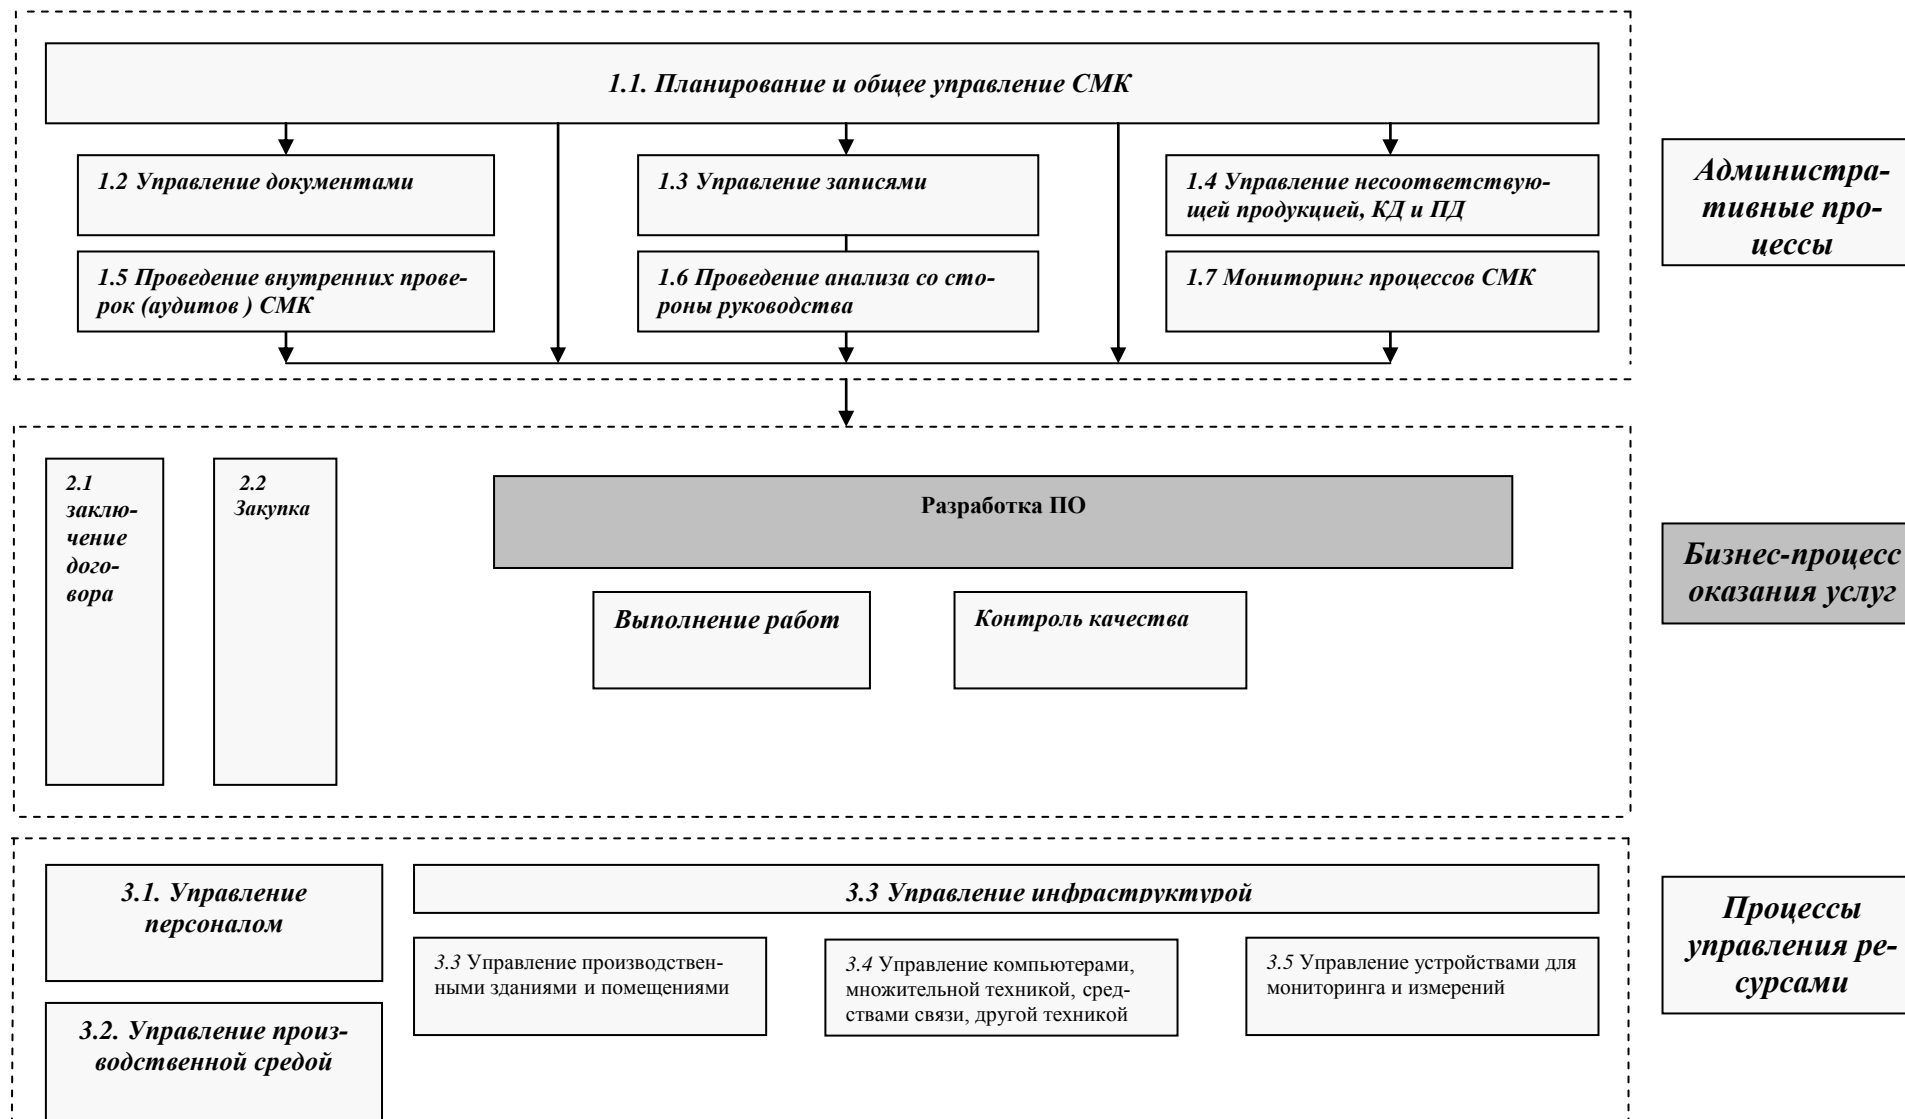 1.1. Планирование и общее управление СМК
1.2 Управление документами
1.3 Управление записями
1.4 Управление несоответствую-
щей продукцией, КД и ПД
1.5 Проведение внутренних прове-
рок (аудитов ) СМК
1.6 Проведение анализа со сто-
роны руководства
1.7 Мониторинг процессов СМК
Администра-
тивные про-
цессы
2.1
заклю-
чение
дого-
вора
2.2
Закупка
Разработка ПО
Выполнение работ
Контроль качества
Бизнес-процесс
оказания услуг
3.1. Управление
персоналом
3.2. Управление произ-
водственной средой
3.3 Управление инфраструктурой
3.3 Управление производствен-
ными зданиями и помещениями
3.4 Управление компьютерами,
множительной техникой, сред-
ствами связи, другой техникой
3.5 Управление устройствами для
мониторинга и измерений
Процессы
управления ре-
сурсами